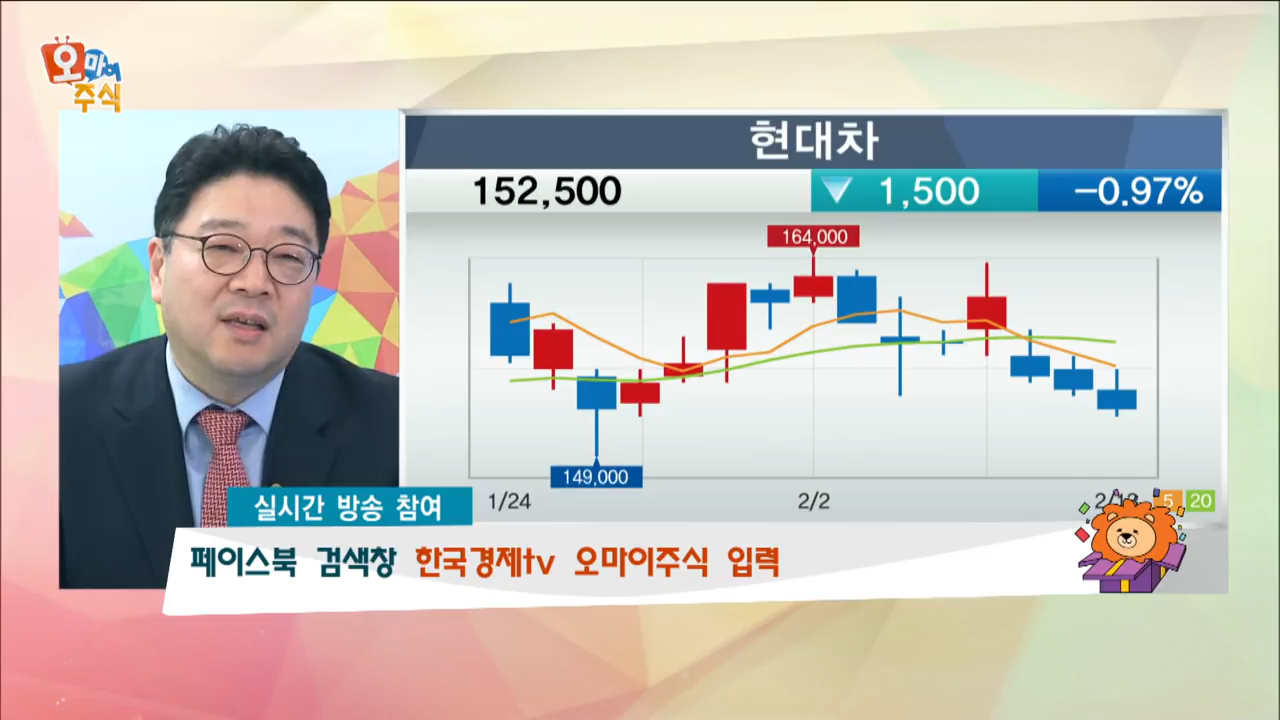 오마이
주식
현대차
152,500
▼ 1,500
-0.97%
164,000
149,000
1/24
2/2
5
20
실시간 방송 참여
페이스북 검색창 한국경제tv 오마이주식 입력